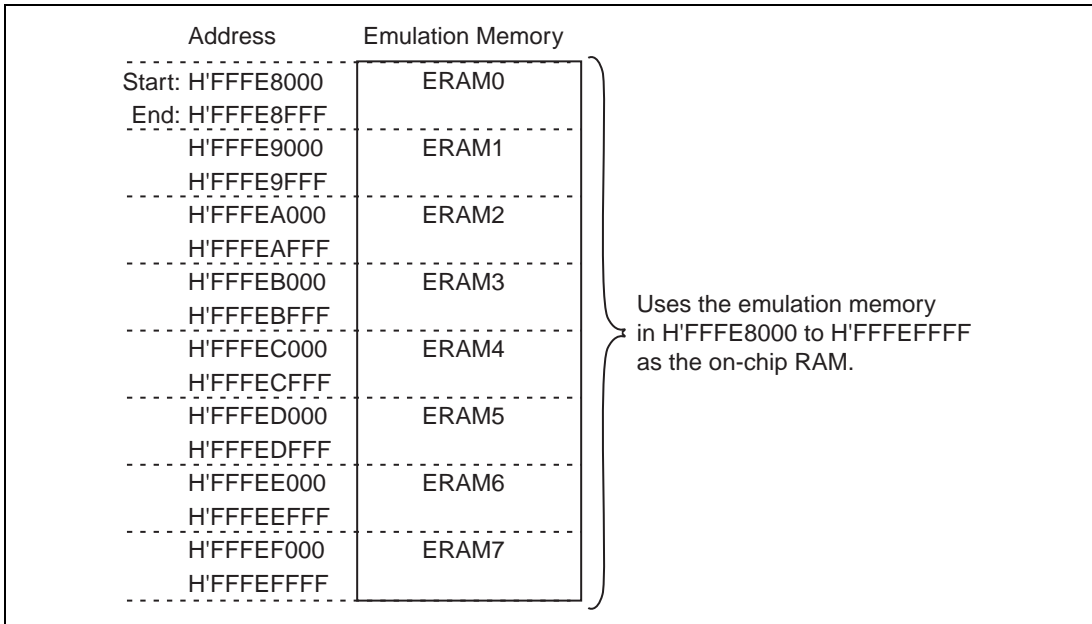 Address Emulation Memory
Start: H'FFFE8000 ERAM0
End: H'FFFE8FFF
H'FFFE9000 ERAM1
H'FFFE9FFF
H'FFFEA000 ERAM2
H'FFFEAFFF
H'FFFEB000 ERAM3
H'FFFEBFFF
H'FFFEC000 ERAM4
H'FFFECFFF
H'FFFED000 ERAM5
H'FFFEDFFF
H'FFFEE000 ERAM6
H'FFFEEFFF
H'FFFEF000 ERAM7
H'FFFEFFFF
Uses the emulation memory
in H'FFFE8000 to H'FFFEFFFF
as the on-chip RAM.